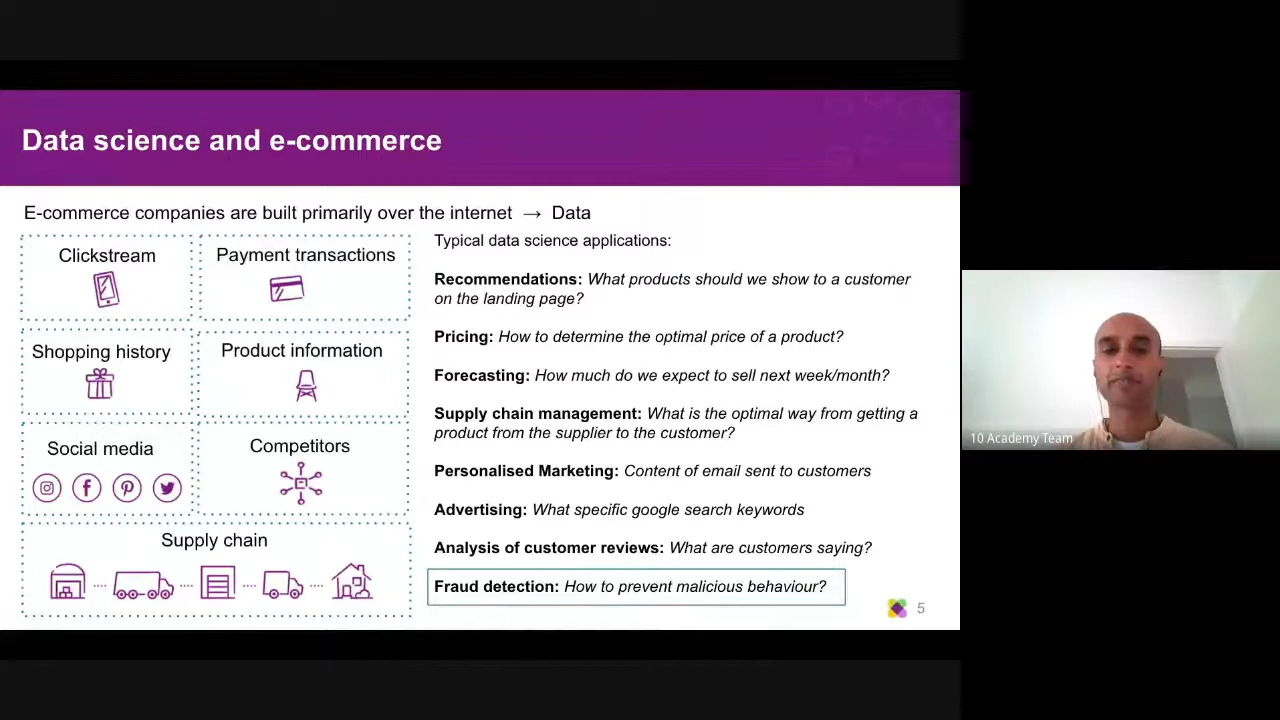 Data science and e-commerce
E-commerce companies are built primarily over the internet → Data
Clickstream
Payment transactions
Shopping history
Product information
Social media
Competitors
Supply chain
Typical data science applications:
Recommendations: What products should we show to a customer
on the landing page?
Pricing: How to determine the optimal price of a product?
Forecasting: How much do we expect to sell next week/month?
Supply chain management: What is the optimal way from getting a
product from the supplier to the customer?
Personalised Marketing: Content of email sent to customers
Advertising: What specific google search keywords
Analysis of customer reviews: What are customers saying?
Fraud detection: How to prevent malicious behaviour?
5
10 Academy Team